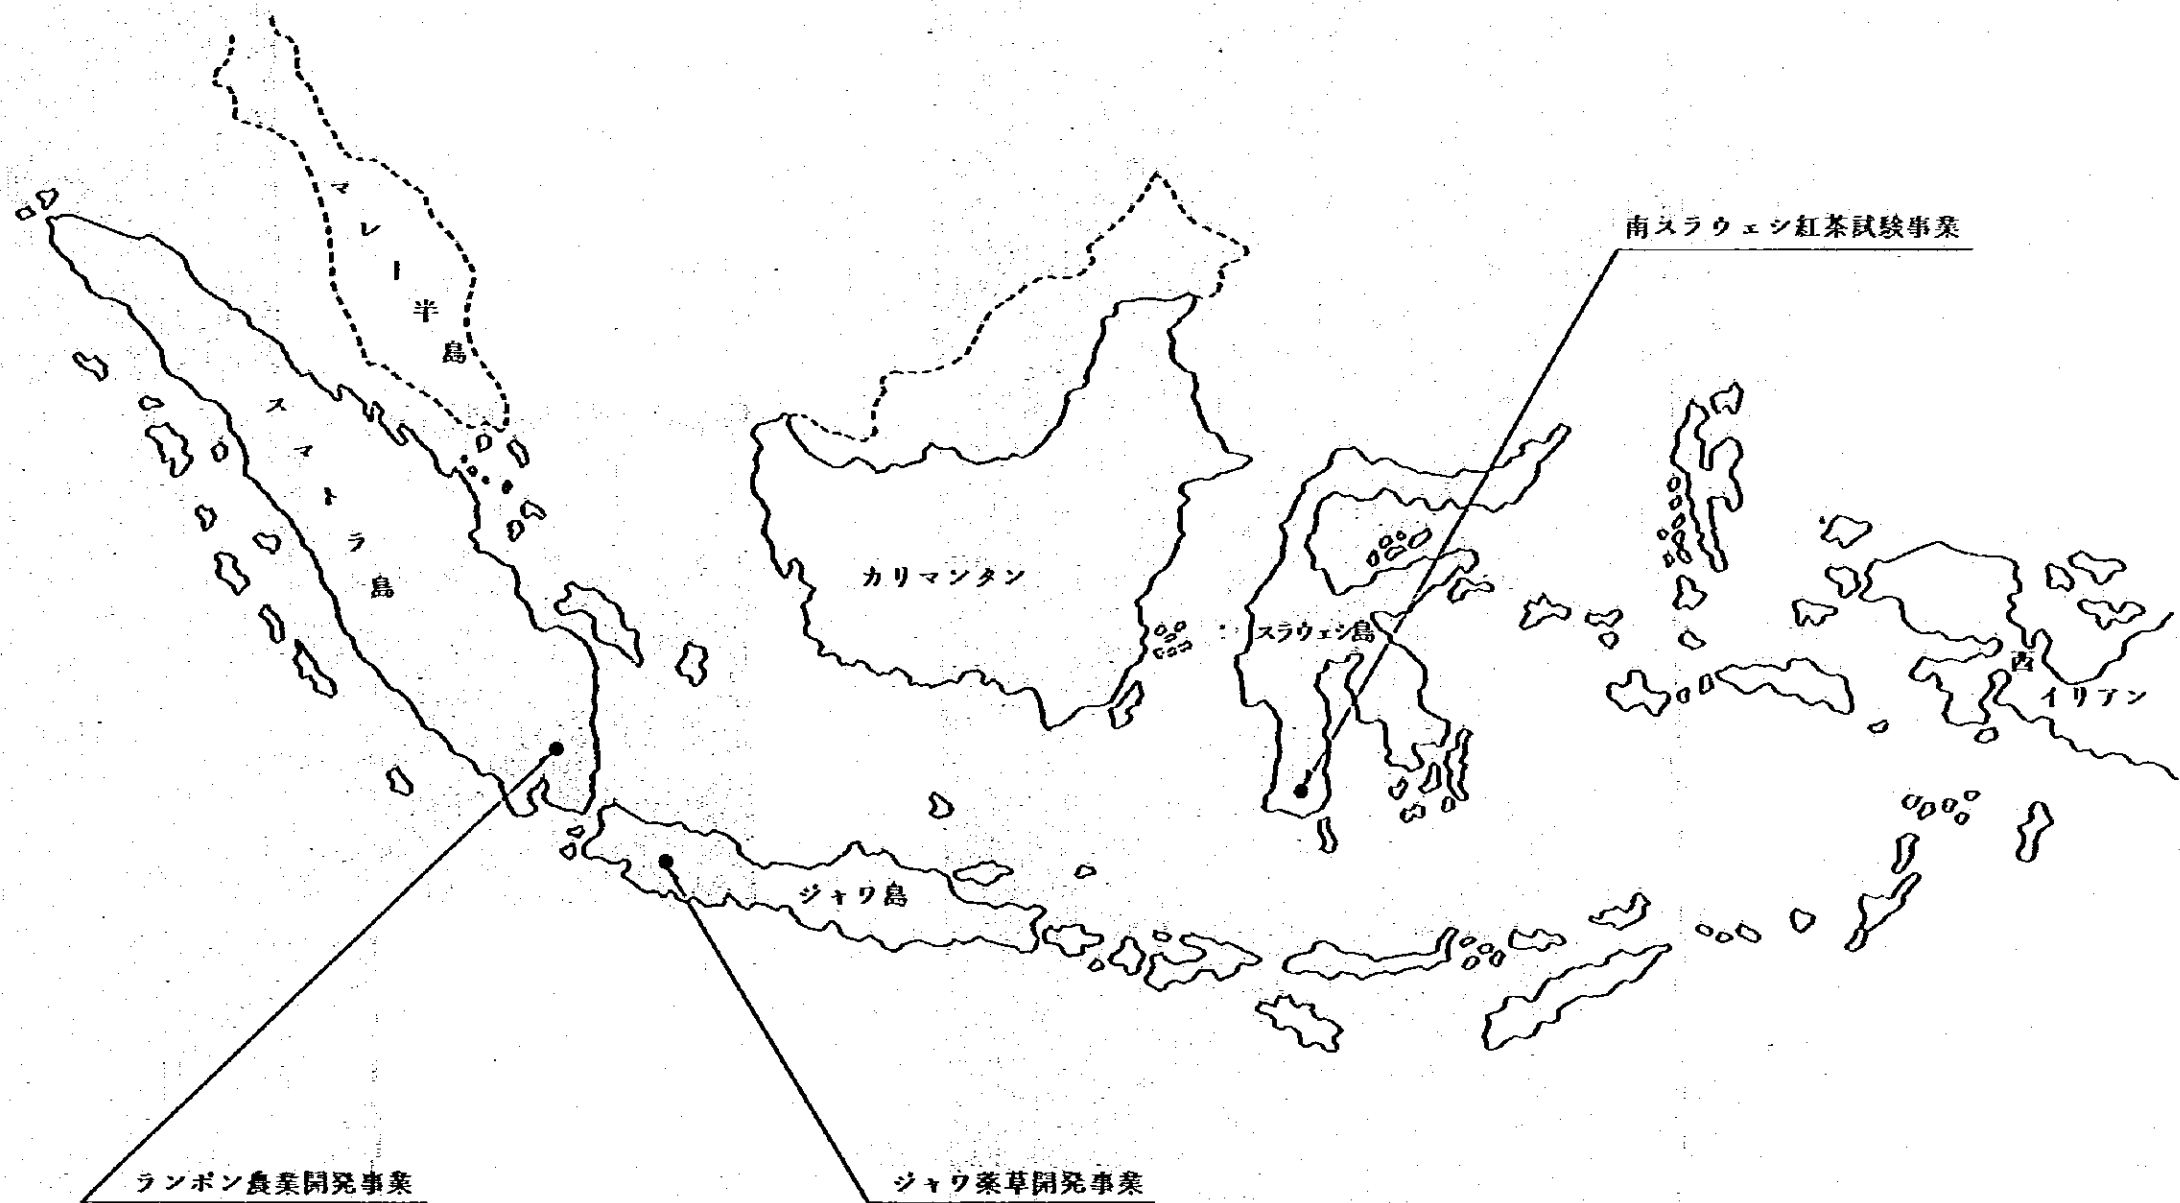 南スラウェシ紅茶試験事業
マレー半島
スマトラ島
カリマンタン
スラウェシ島
西イリアン
ジャワ島
ランポン農業開発事業
ジャワ薬草開発事業